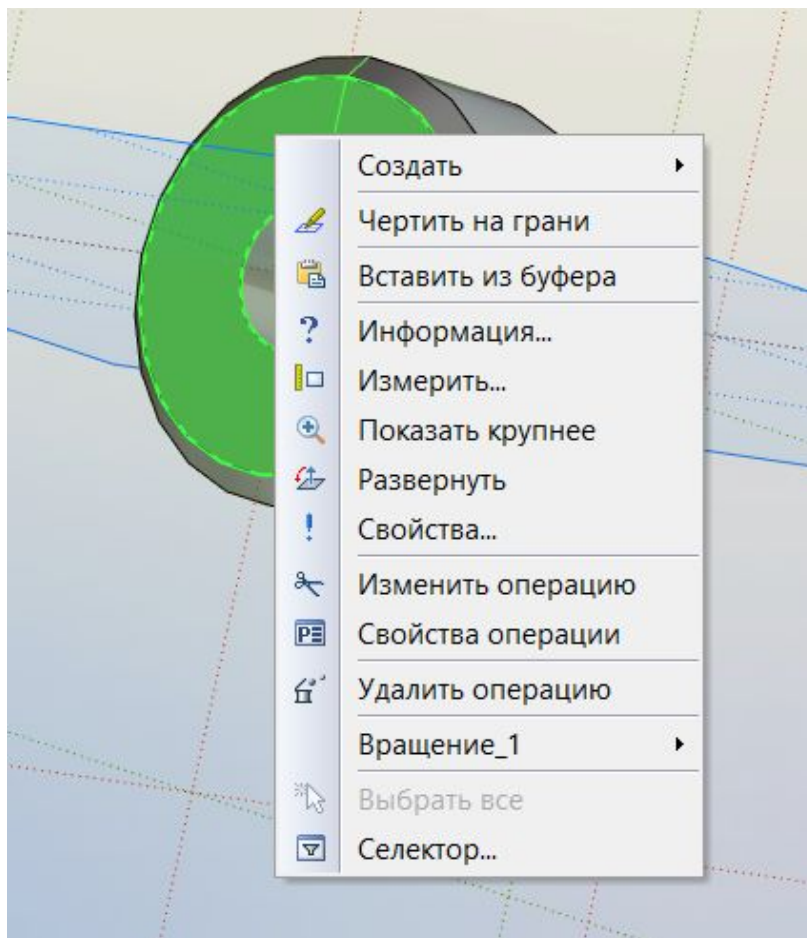 Создать
Чертить на грани
Вставить из буфера
Информация...
Измерить...
Показать крупнее
Развернуть
Свойства...
Изменить операцию
Свойства операции
Удалить операцию
Вращение_1
Выбрать все
Селектор...